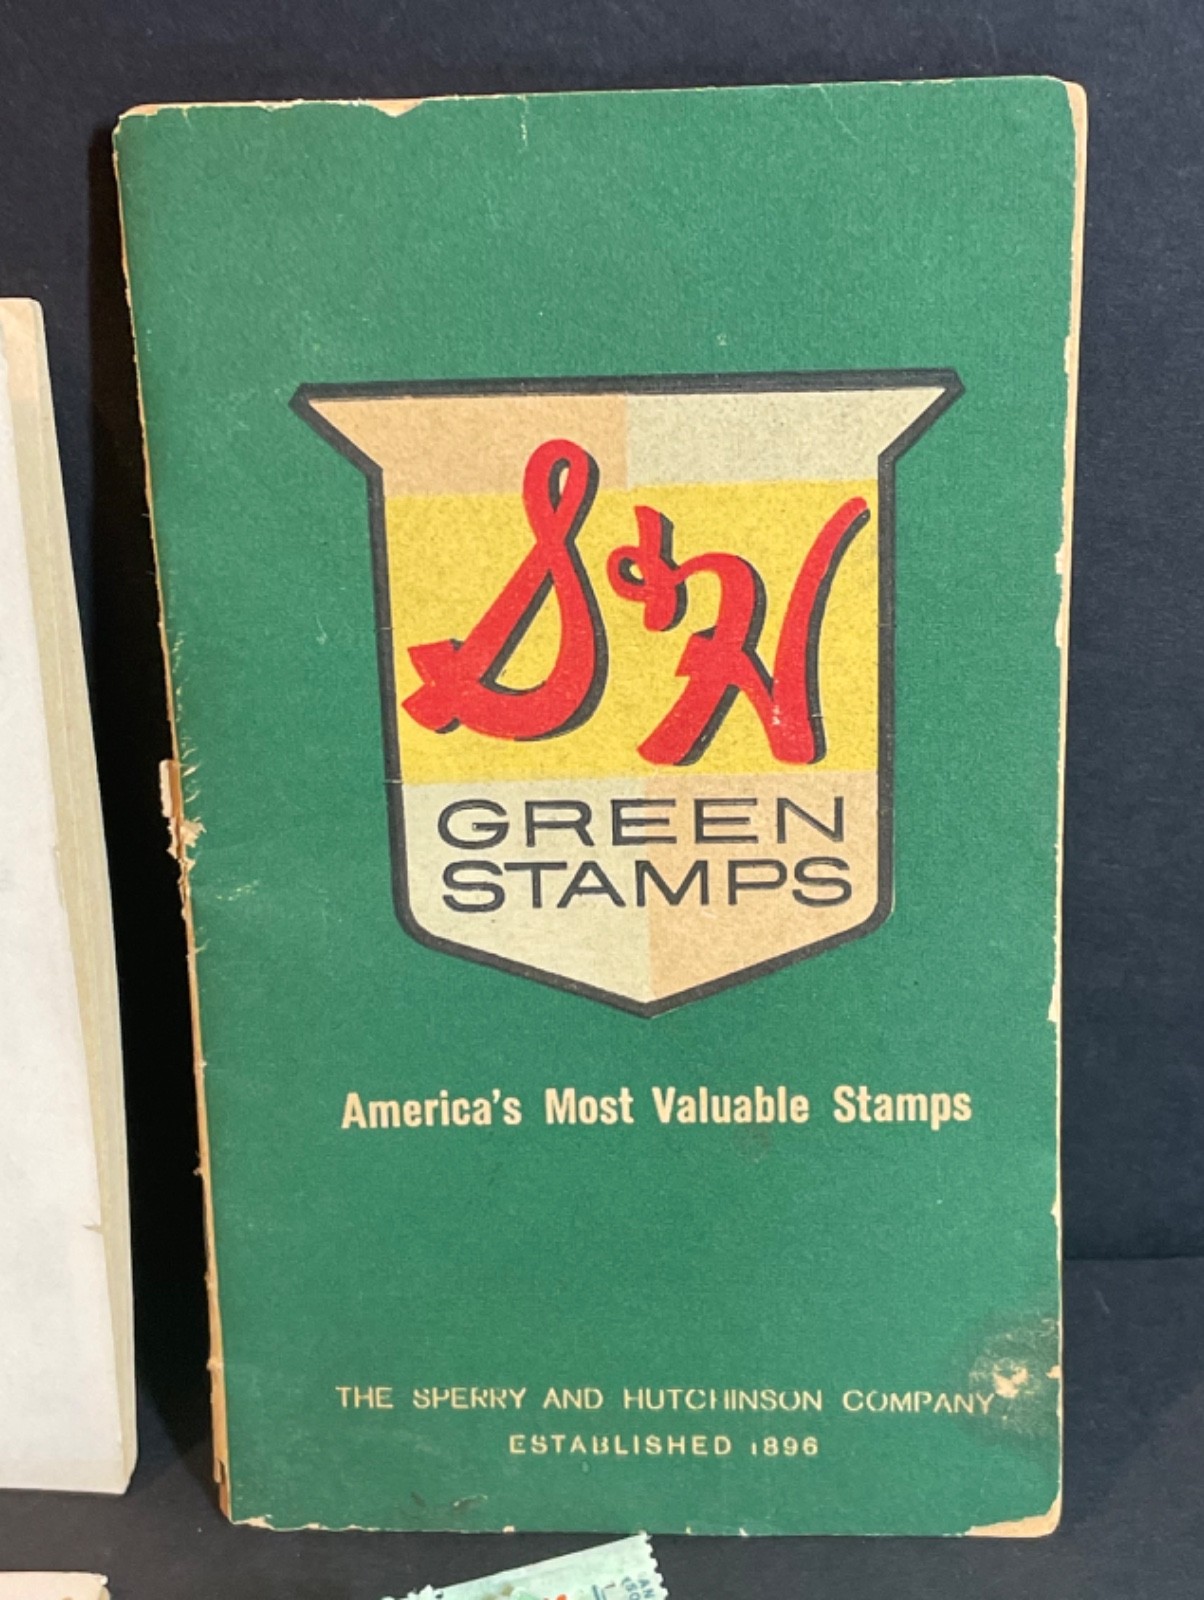 S & H
GREEN
STAMPS
America's Most Valuable Stamps
THE SPERRY AND HUTCHINSON COMPANY
ESTABLISHED 1896